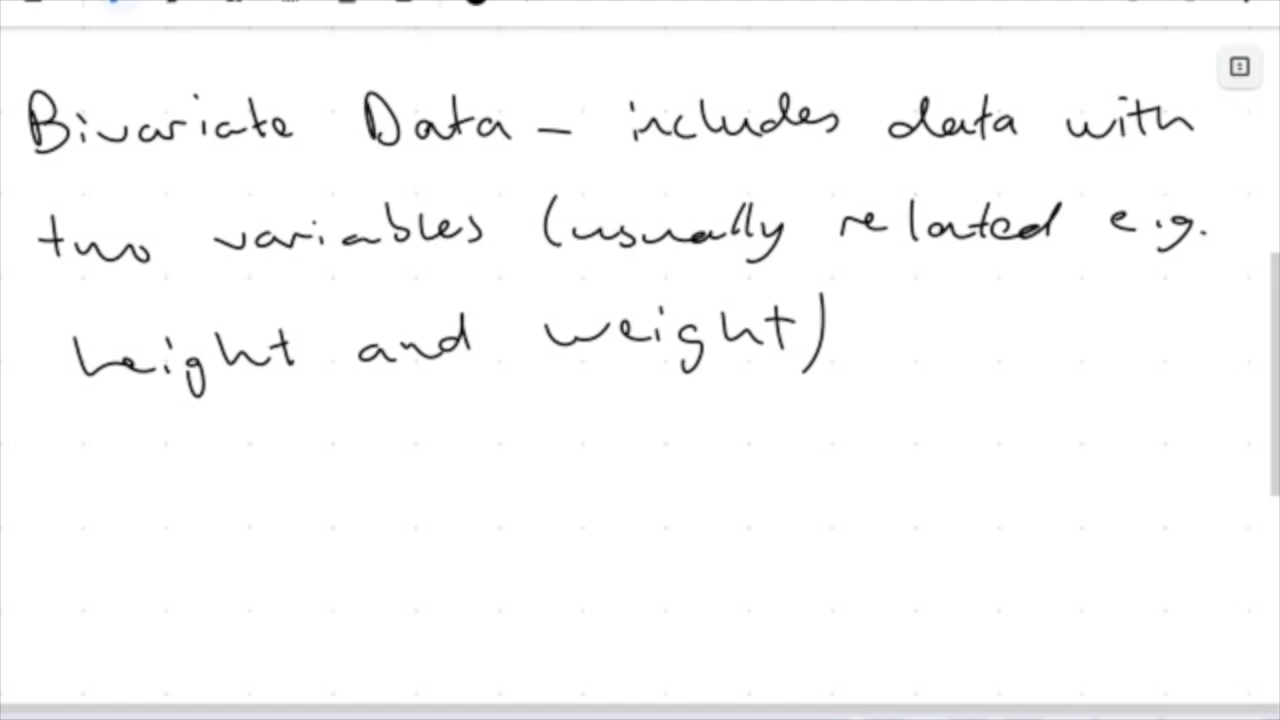 Bivariate Data - includes data with
two variables (usually related e.g.
height and weight)